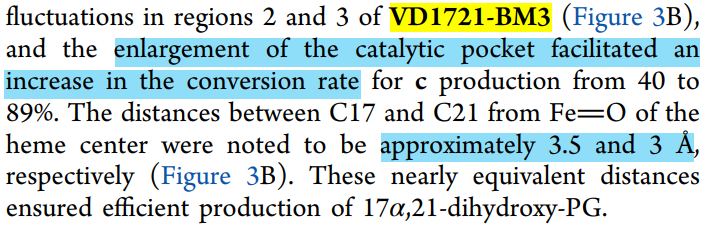 fluctuations in regions 2 and 3 of VD1721-BM3 (Figure 3B),
and the enlargement of the catalytic pocket facilitated an
increase in the conversion rate for c production from 40 to
89%. The distances between C17 and C21 from Fe═O of the
heme center were noted to be approximately 3.5 and 3 Å,
respectively (Figure 3B). These nearly equivalent distances
ensured efficient production of 17α,21-dihydroxy-PG.